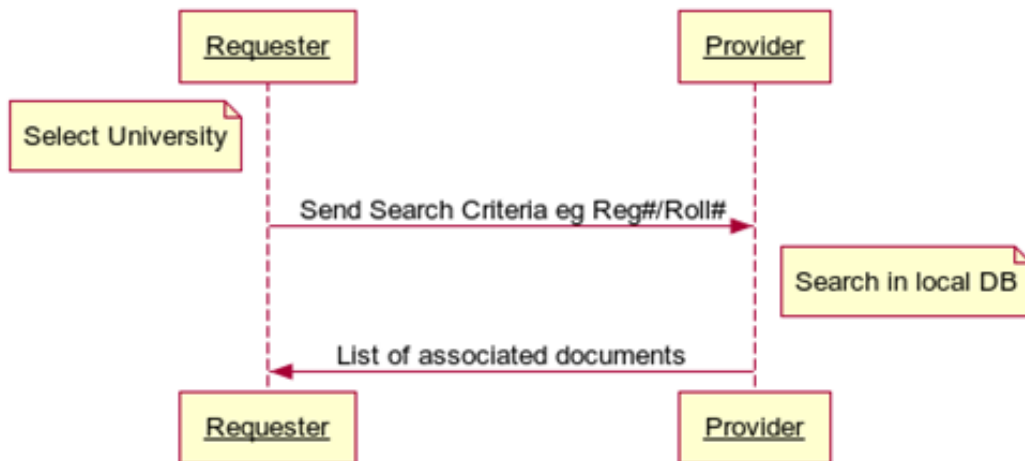 Requester
Provider
Select University
Send Search Criteria eg Reg#/Roll#
Search in local DB
List of associated documents
Requester
Provider